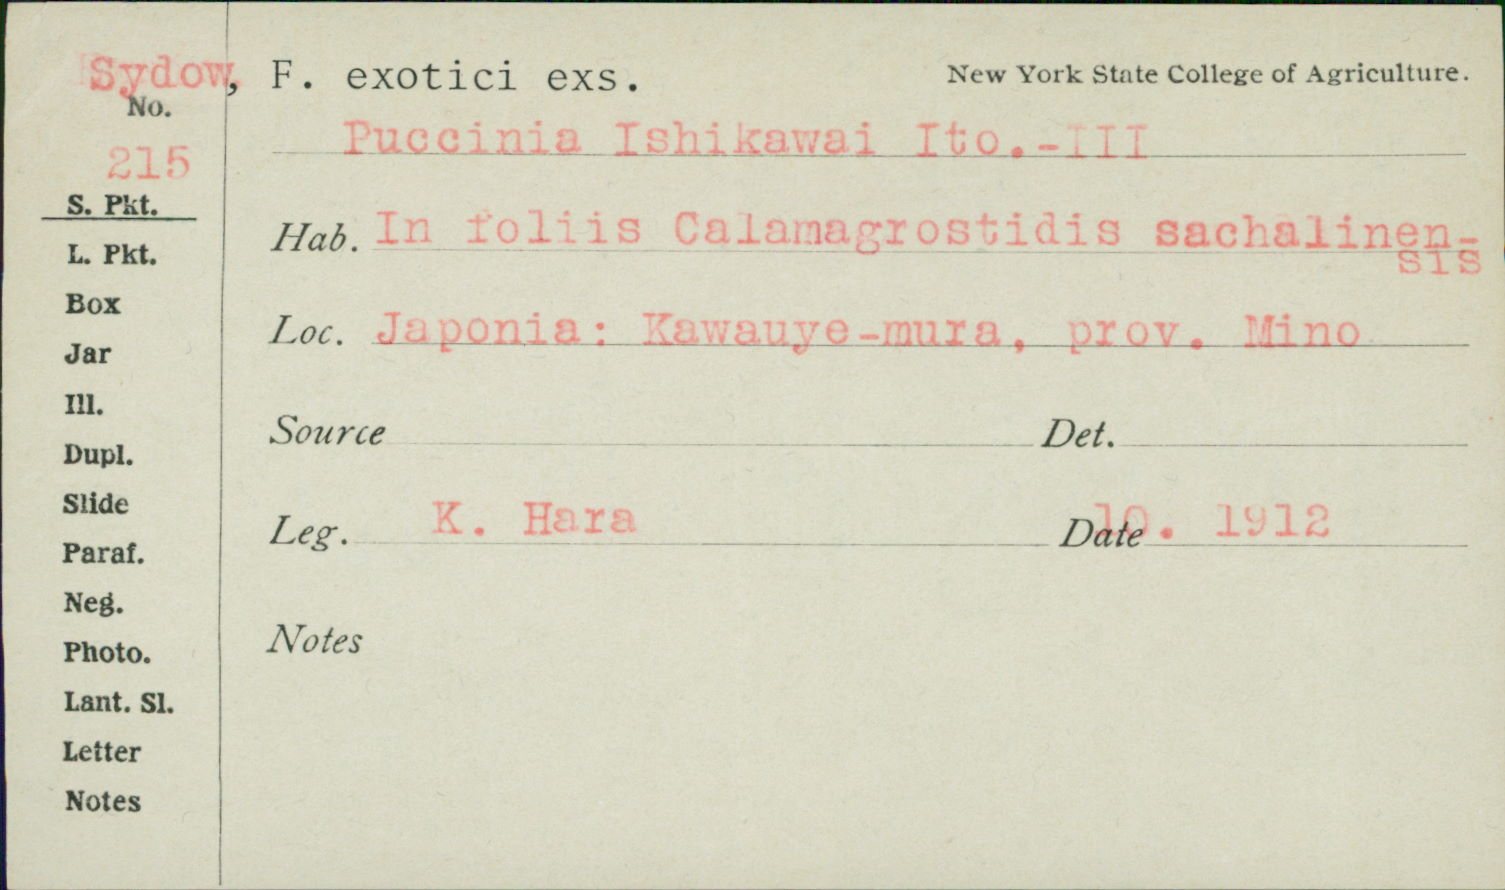 Sydow, F. exotici exs. New York State College of Agriculture.
No.
Puccinia Ishikawai Ito.-III
215
S. Pkt.
Hab. In foliis Calamagrostidis sachalinen-
sis
L. Pkt.
Box
Loc. Japonia: Kawauye-mura, prov. Mino
Jar
Ill.
Source Det.
Dupl.
Slide
Leg. K. Hara Date 10. 1912
Paraf.
Neg.
Notes
Photo.
Lant. Sl.
Letter
Notes